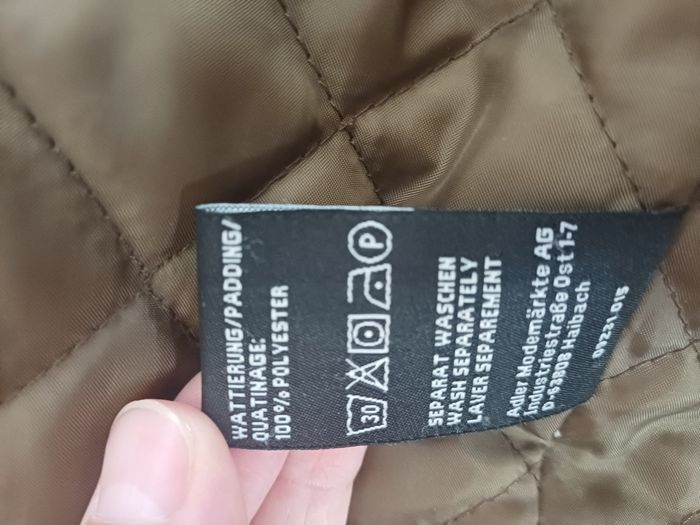 WATTIERUNG/PADDING/
OUATINAGE:
100% POLYESTER
30 P
SEPARAT WASCHEN
WASH SEPARATELY
LAVER SEPAREMENT
Adler Modemärkte AG
Industriestraße Ost 1-7
D-63808 Haibach